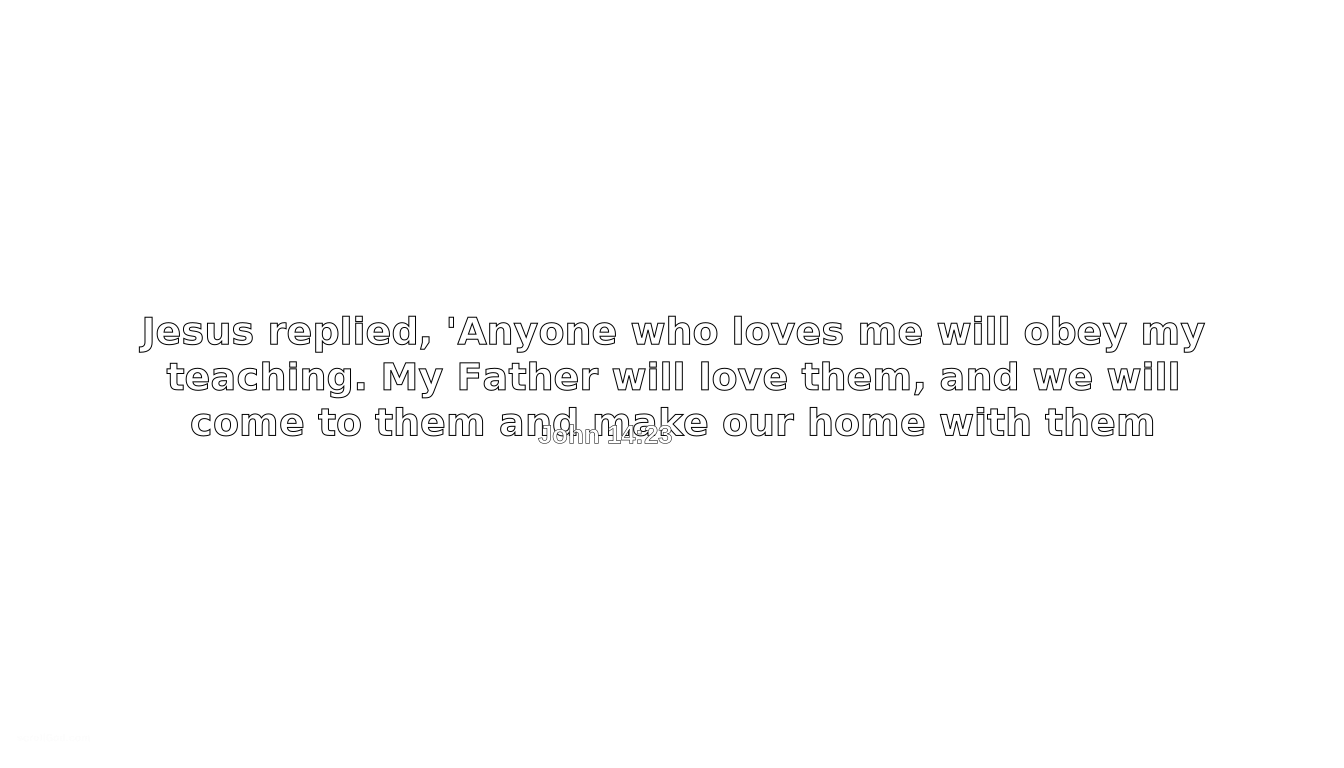 Jesus replied, 'Anyone who loves me will obey my
teaching. My Father will love them, and we will
come to them and make our home with them
John 14:23